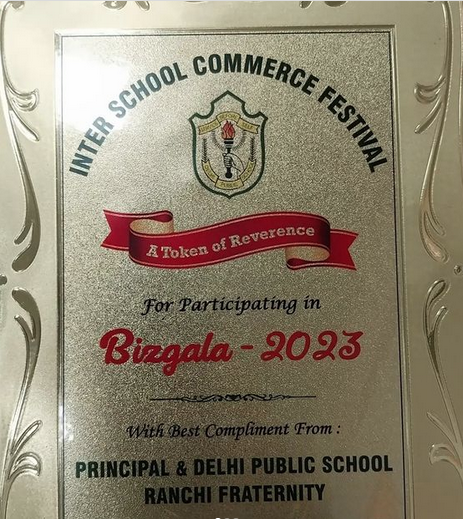 INTER SCHOOL COMMERCE FESTIVAL
A Token of Reverence
For Participating in
Bizgala - 2023
With Best Compliment From :
PRINCIPAL & DELHI PUBLIC SCHOOL
RANCHI FRATERNITY